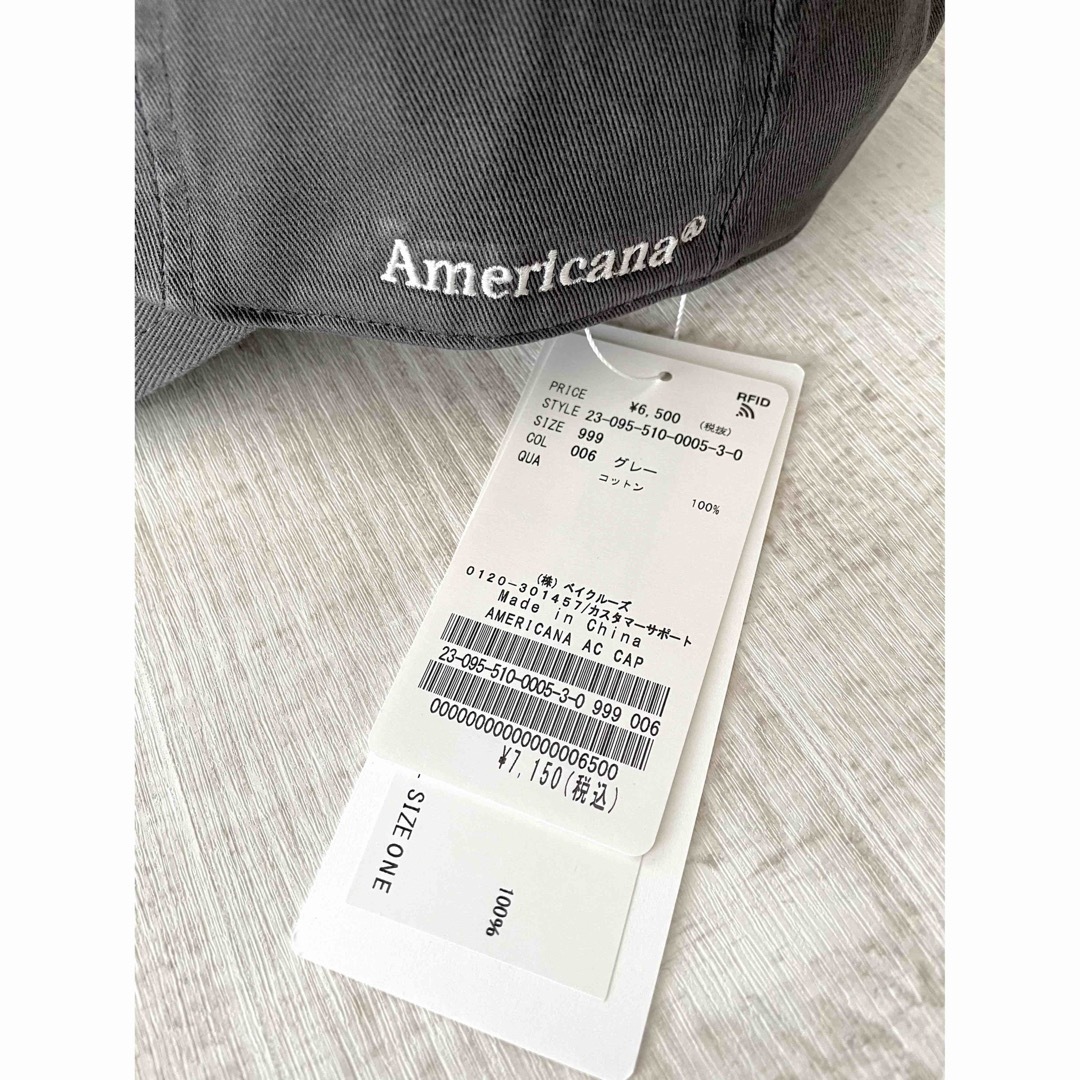 Americana®
RFID
PRICE ¥6,500 (税抜)
STYLE 23-095-510-0005-3-0
SIZE 999
COL 006 グレー
QUA コットン 100%
(株) ベイクルーズ
0120-301457/カスタマーサポート
Made in China
AMERICANA AC CAP
23-095-510-0005-3-0 999 006
00000000000000006500
¥7,150(税込)
SIZE ONE
100%